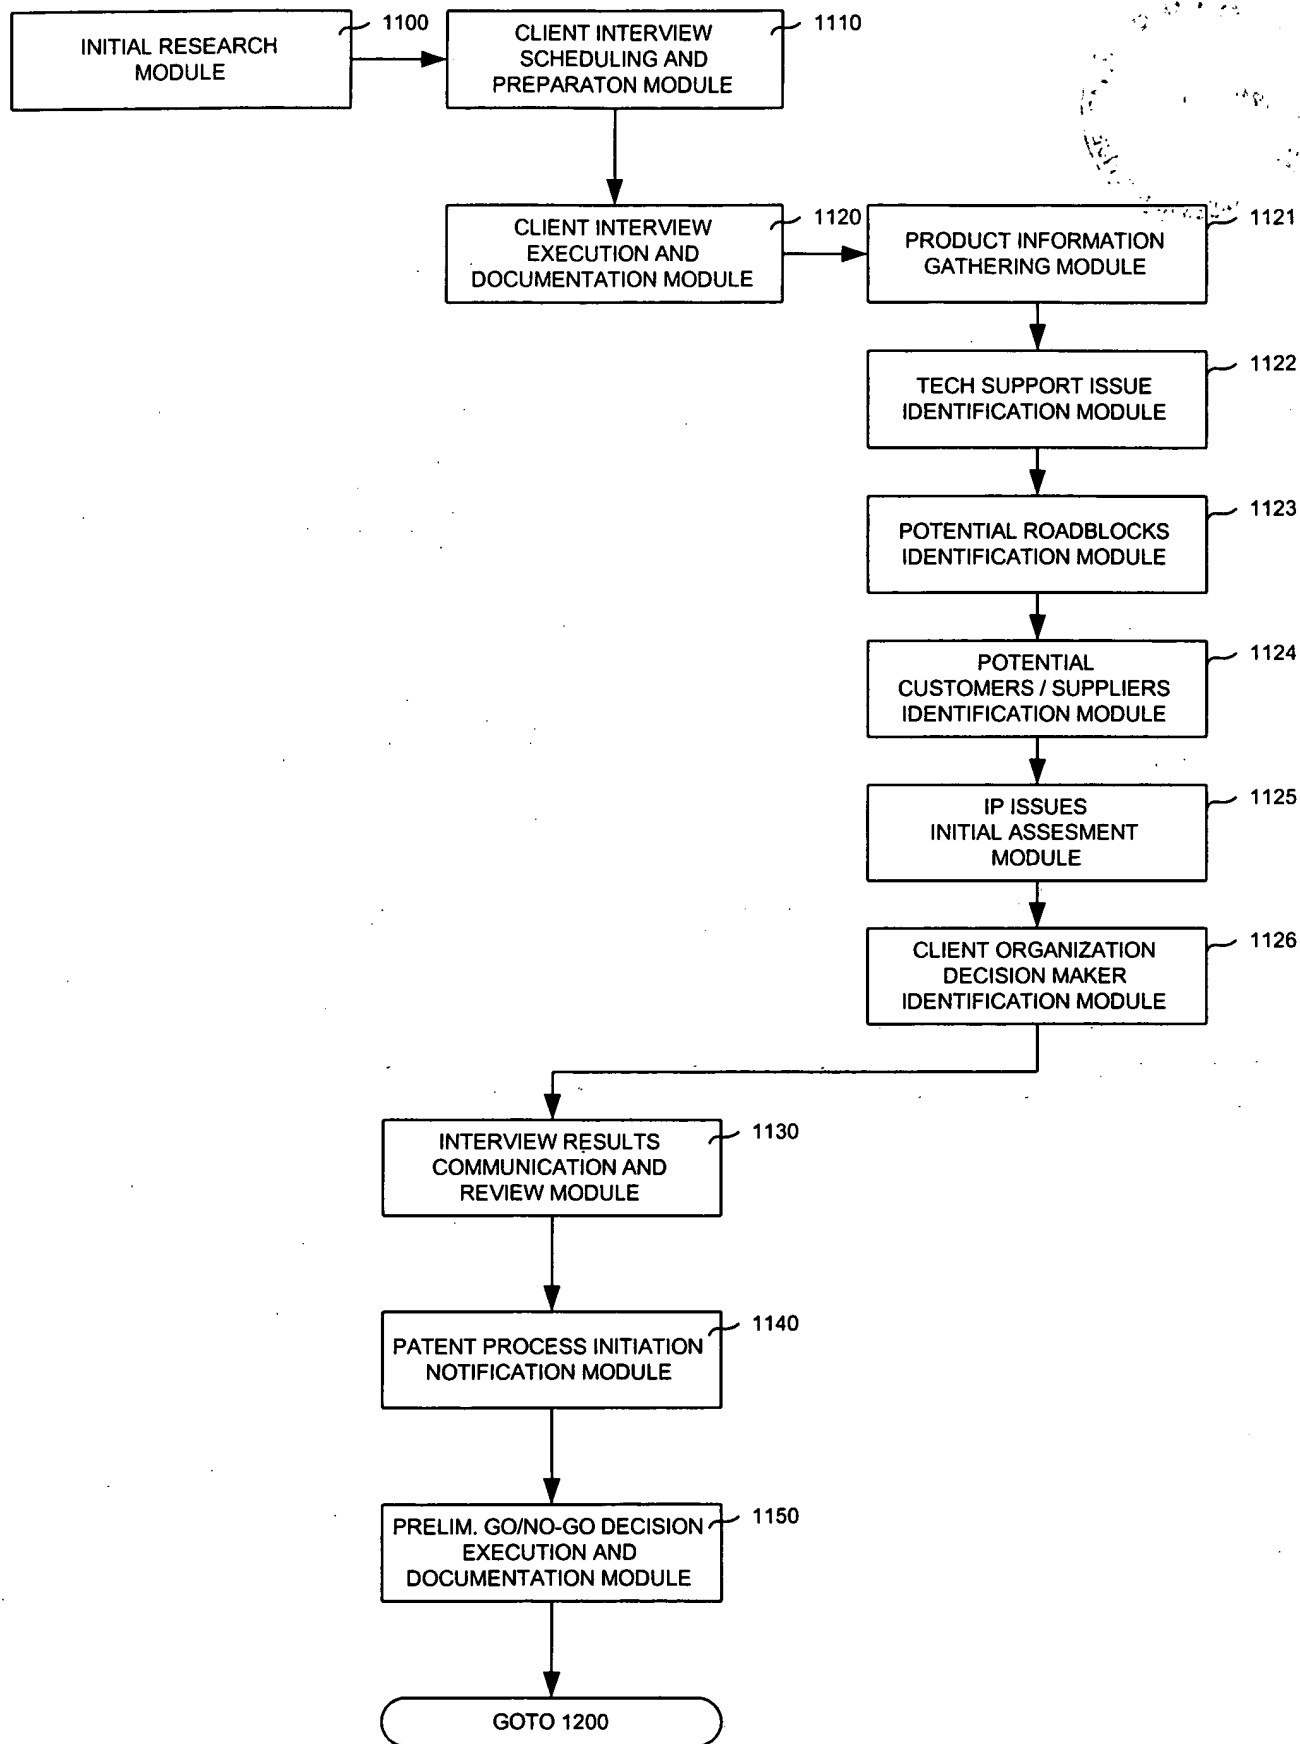 INITIAL RESEARCH
MODULE
1100
CLIENT INTERVIEW
SCHEDULING AND
PREPARATON MODULE
1110
CLIENT INTERVIEW
EXECUTION AND
DOCUMENTATION MODULE
1120
PRODUCT INFORMATION
GATHERING MODULE
1121
TECH SUPPORT ISSUE
IDENTIFICATION MODULE
1122
POTENTIAL ROADBLOCKS
IDENTIFICATION MODULE
1123
POTENTIAL
CUSTOMERS / SUPPLIERS
IDENTIFICATION MODULE
1124
IP ISSUES
INITIAL ASSESMENT
MODULE
1125
CLIENT ORGANIZATION
DECISION MAKER
IDENTIFICATION MODULE
1126
INTERVIEW RESULTS
COMMUNICATION AND
REVIEW MODULE
1130
PATENT PROCESS INITIATION
NOTIFICATION MODULE
1140
PRELIM. GO/NO-GO DECISION
EXECUTION AND
DOCUMENTATION MODULE
1150
GOTO 1200